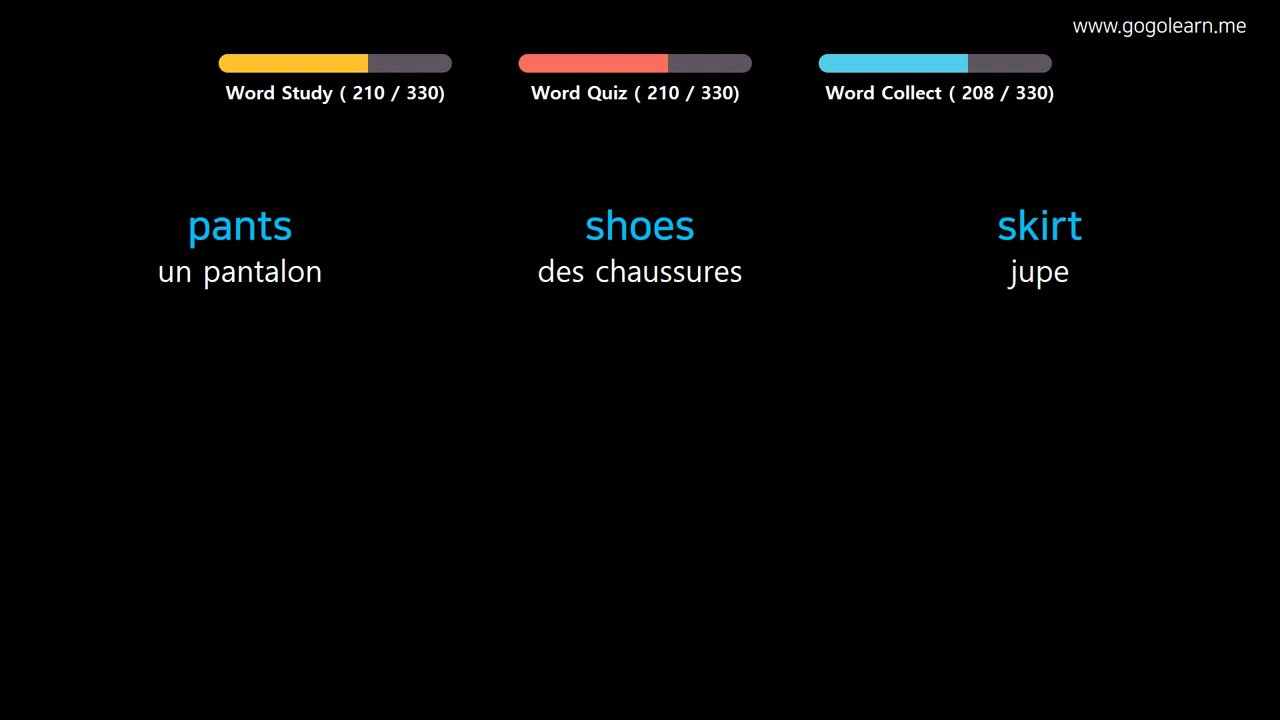 www.gogolearn.me
Word Study ( 210 / 330)
Word Quiz ( 210 / 330)
Word Collect ( 208 / 330)
pants
un pantalon
shoes
des chaussures
skirt
jupe